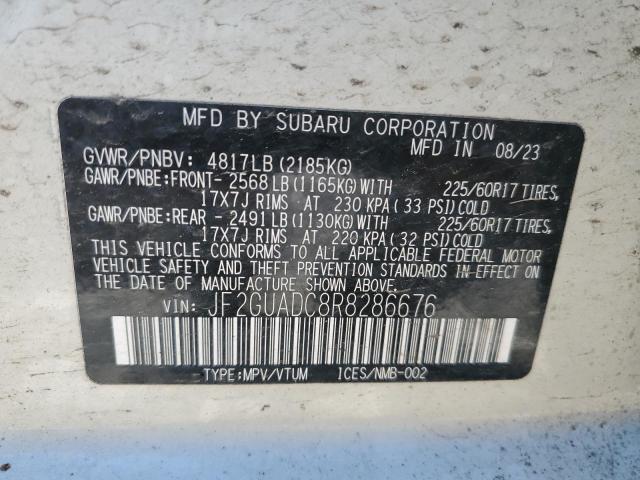 MFD BY SUBARU CORPORATION
MFD IN 08/23
GVWR/PNBV: 4817LB (2185KG)
GAWR/PNBE:FRONT- 2568 LB (1165KG) WITH 225/60R17 TIRES,
17X7J RIMS AT 230 KPA ( 33 PSI) COLD
GAWR/PNBE:REAR - 2491 LB (1130KG) WITH 225/60R17 TIRES,
17X7J RIMS AT 220 KPA ( 32 PSI) COLD
THIS VEHICLE CONFORMS TO ALL APPLICABLE FEDERAL MOTOR
VEHICLE SAFETY AND THEFT PREVENTION STANDARDS IN EFFECT ON
THE DATE OF MANUFACTURE SHOWN ABOVE.
VIN: JF2GUADC8R8286676
TYPE:MPV/VTUM ICES/NMB-002